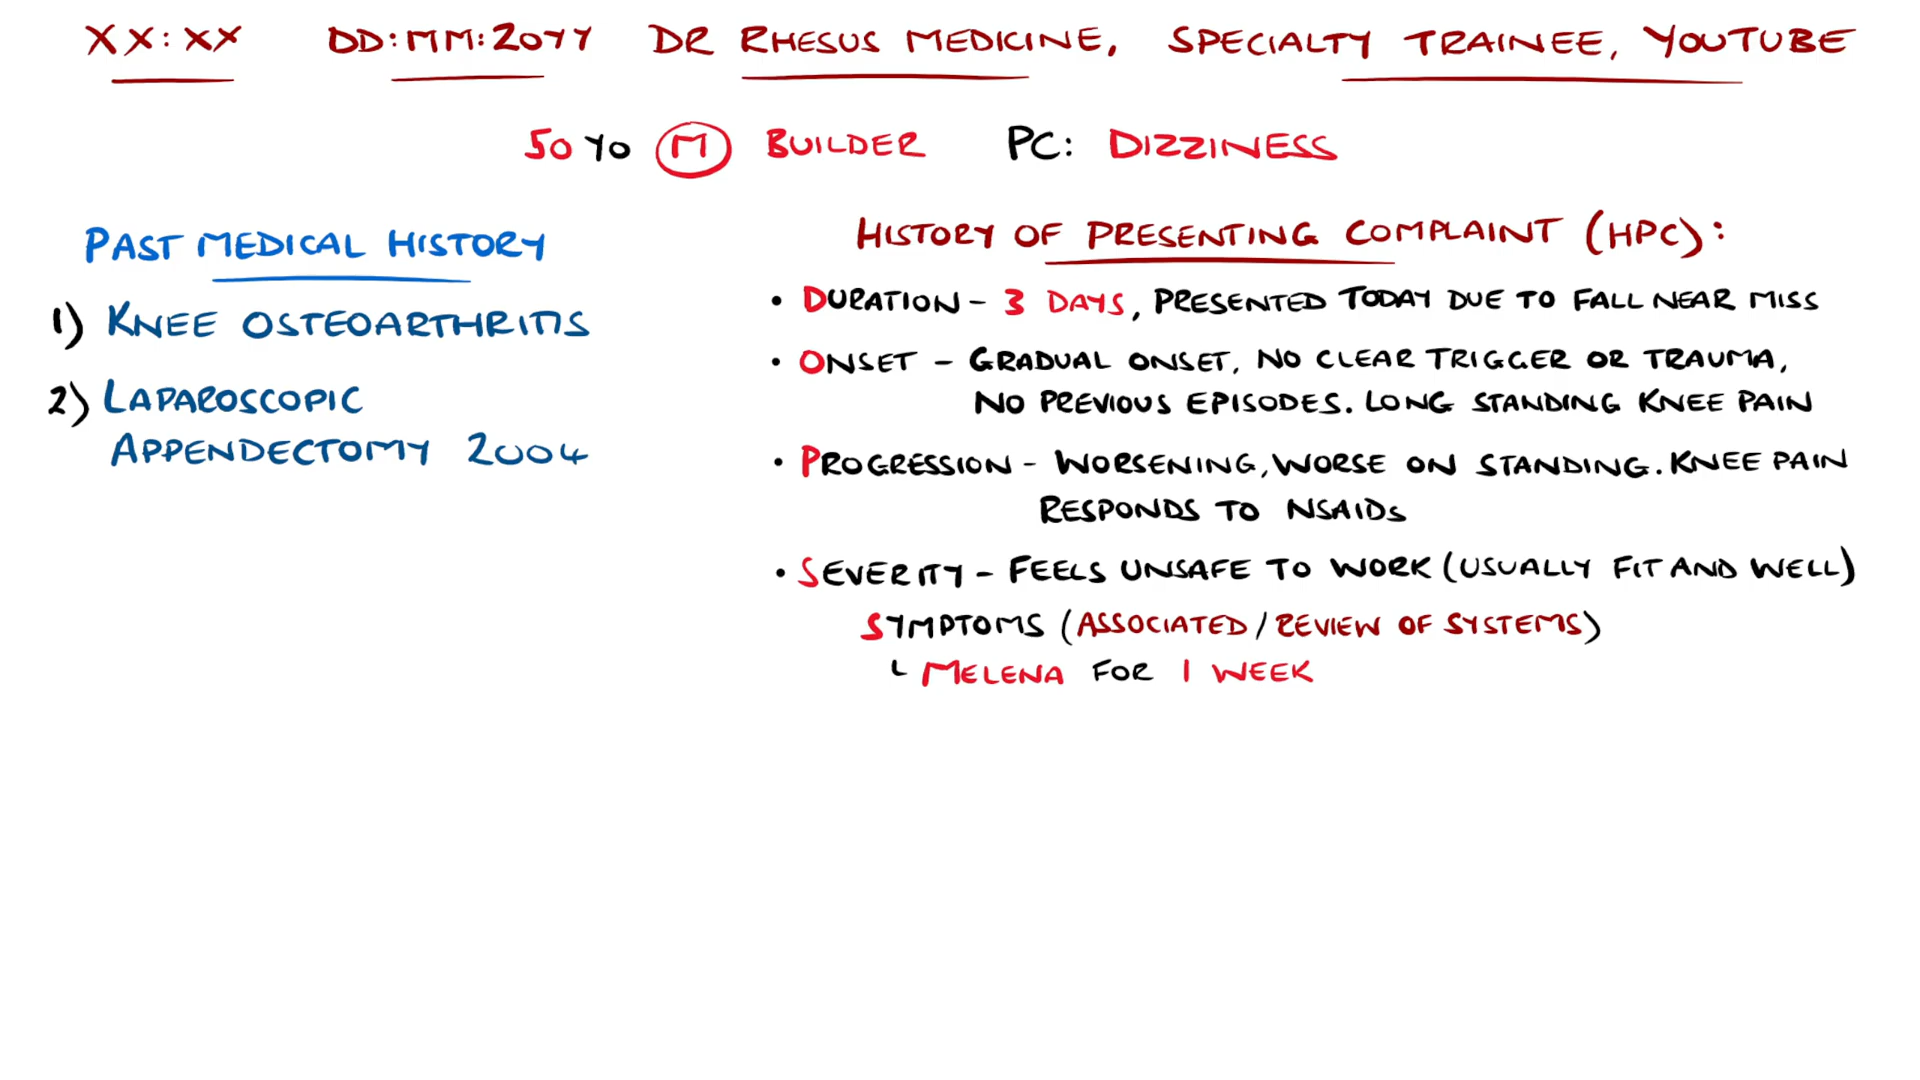 XX:XX DD:MM:20YY DR RHESUS MEDICINE, SPECIALTY TRAINEE, YOUTUBE
50 YO M BUILDER PC: DIZZINESS
PAST MEDICAL HISTORY
1) KNEE OSTEOARTHRITIS
2) LAPAROSCOPIC
APPENDECTOMY 2004
HISTORY OF PRESENTING COMPLAINT (HPC):
• DURATION - 3 DAYS, PRESENTED TODAY DUE TO FALL NEAR MISS
• ONSET - GRADUAL ONSET, NO CLEAR TRIGGER OR TRAUMA,
NO PREVIOUS EPISODES. LONG STANDING KNEE PAIN
• PROGRESSION - WORSENING, WORSE ON STANDING. KNEE PAIN
RESPONDS TO NSAIDs
• SEVERITY - FEELS UNSAFE TO WORK (USUALLY FIT AND WELL)
SYMPTOMS (ASSOCIATED/REVIEW OF SYSTEMS)
MELENA FOR 1 WEEK